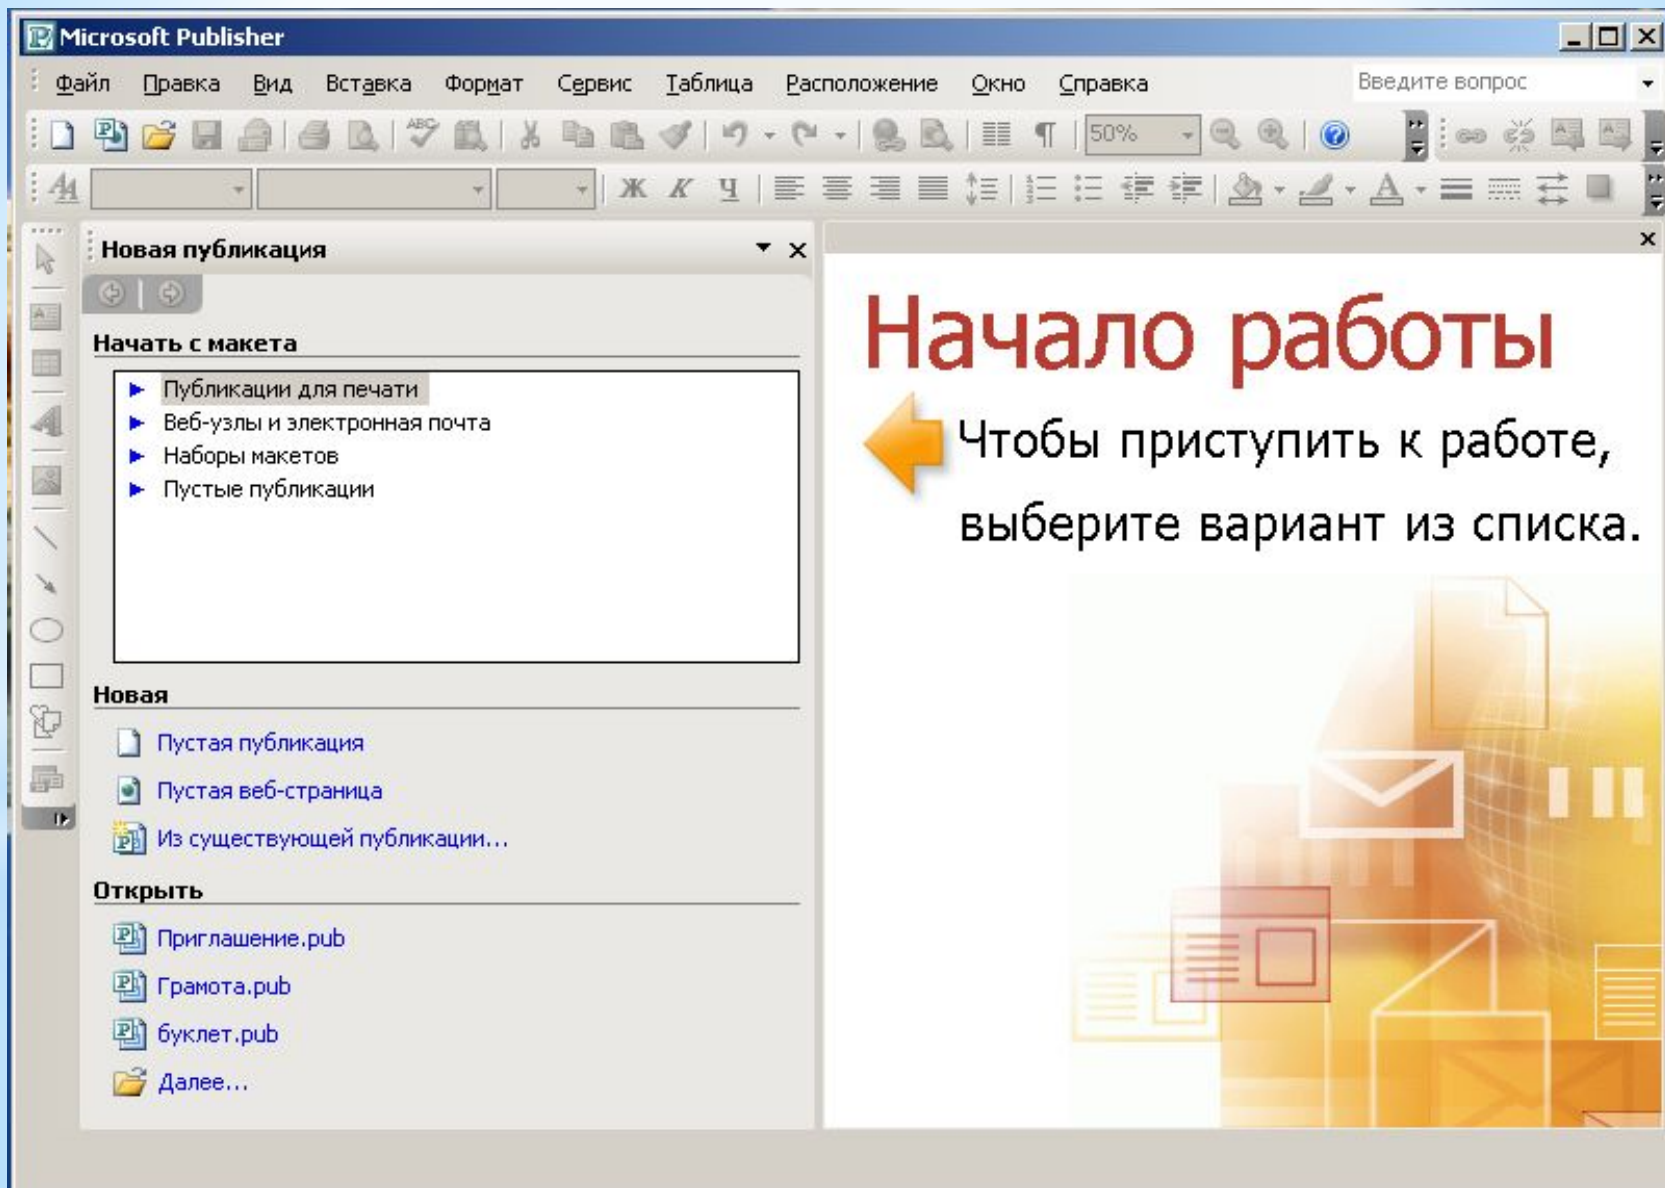 Microsoft Publisher
Файл Правка Вид Вставка Формат Сервис Таблица Расположение Окно Справка Введите вопрос
ABC 50%
Ж К Ч А
Новая публикация
Начало работы
Начать с макета
Публикации для печати
Чтобы приступить к работе,
Веб-узлы и электронная почта
Наборы макетов
Пустые публикации
выберите вариант из списка.
Новая
Пустая публикация
Пустая веб-страница
Из существующей публикации...
Открыть
Приглашение.pub
Грамота.pub
буклет.pub
Далее...